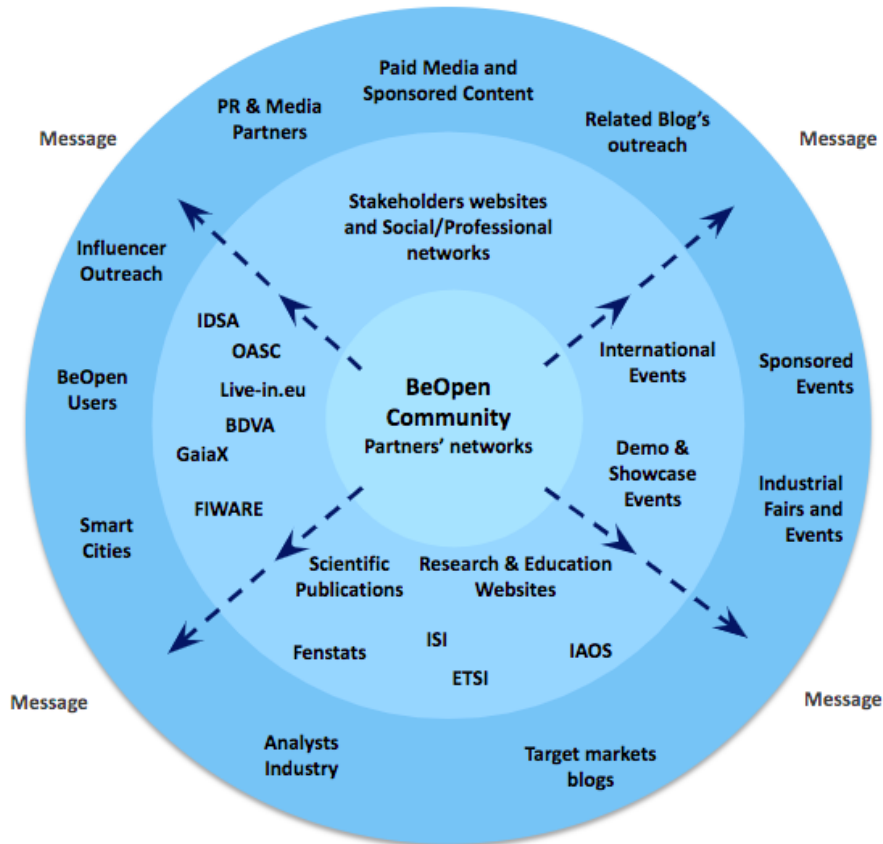 Paid Media and
Sponsored Content
PR & Media
Partners
Related Blog's
outreach
Message
Message
Stakeholders websites
and Social/Professional
networks
Influencer
Outreach
IDSA
OASC
International
Events
Sponsored
Events
BeOpen
Users
Live-in.eu
BeOpen
Community
Partners' networks
BDVA
GaiaX
Demo &
Showcase
Events
Industrial
Fairs and
Events
FIWARE
Smart
Cities
Scientific
Publications
Research & Education
Websites
Fenstats
ISI
IAOS
ETSI
Message
Message
Analysts
Industry
Target markets
blogs